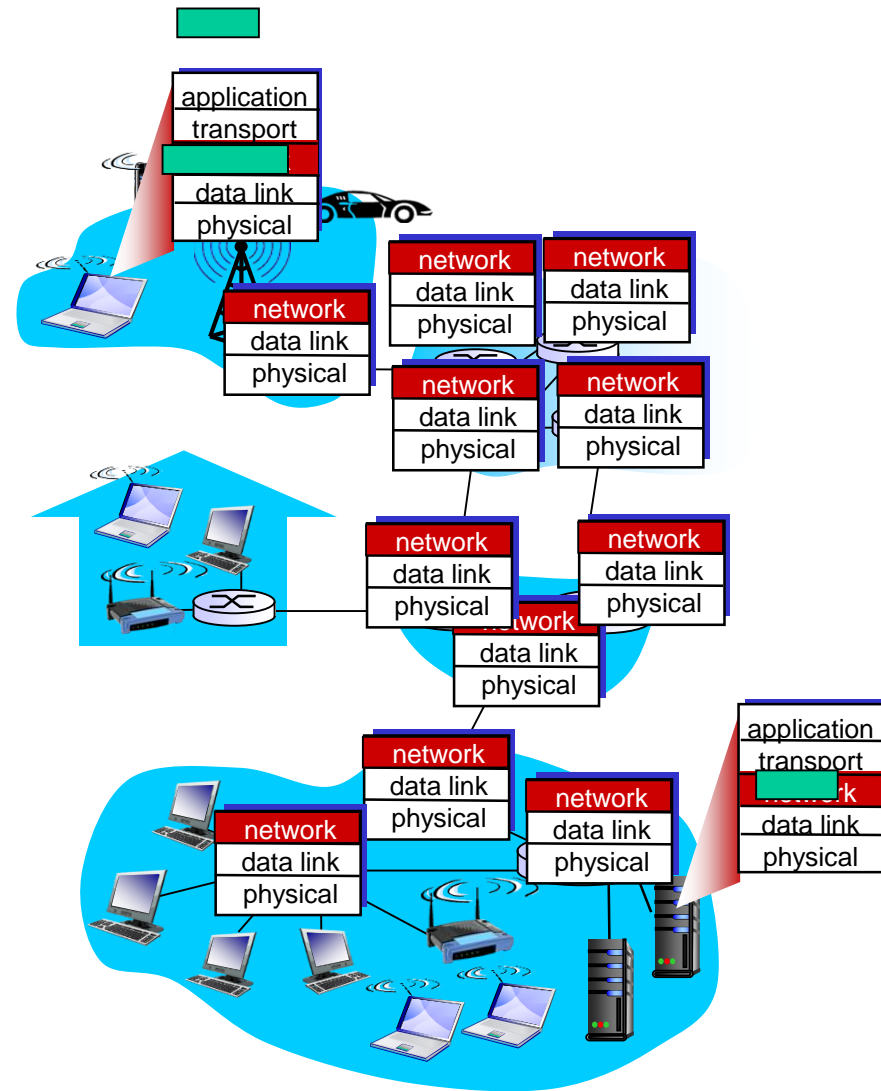 application
transport
data link
physical
network
data link
physical
network
data link
physical
network
data link
physical
network
data link
physical
network
data link
physical
network
data link
physical
network
data link
physical
network
data link
physical
network
data link
physical
network
data link
physical
network
data link
physical
application
transport
network
data link
physical